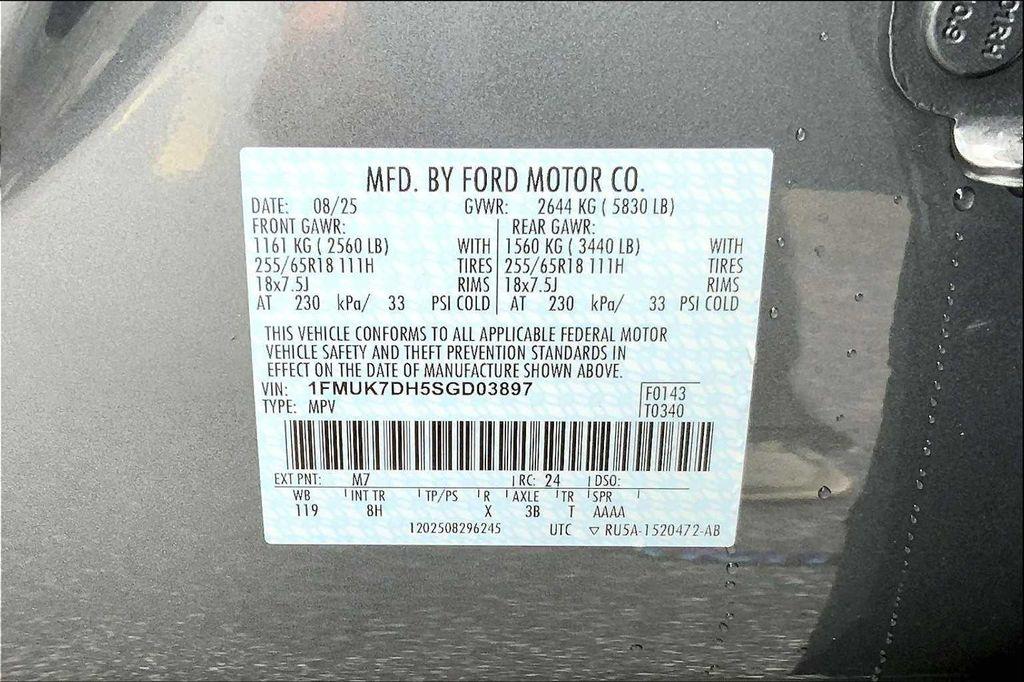 01RH
80A
MFD. BY FORD MOTOR CO.
DATE: 08/25 GVWR: 2644 KG ( 5830 LB)
FRONT GAWR: REAR GAWR:
1161 KG ( 2560 LB) WITH 1560 KG ( 3440 LB) WITH
255/65R18 111H TIRES 255/65R18 111H TIRES
18x7.5J RIMS 18x7.5J RIMS
AT 230 kPa/ 33 PSI COLD AT 230 kPa/ 33 PSI COLD
THIS VEHICLE CONFORMS TO ALL APPLICABLE FEDERAL MOTOR
VEHICLE SAFETY AND THEFT PREVENTION STANDARDS IN
EFFECT ON THE DATE OF MANUFACTURE SHOWN ABOVE.
VIN: 1FMUK7DH5SGD03897
TYPE: MPV
F0143
T0340
EXT PNT: M7 RC: 24 DSO:
WB INT TR TP/PS R AXLE TR SPR
119 8H X 3B T AAAA
1202508296245 UTC ▽ RU5A-1520472-AB